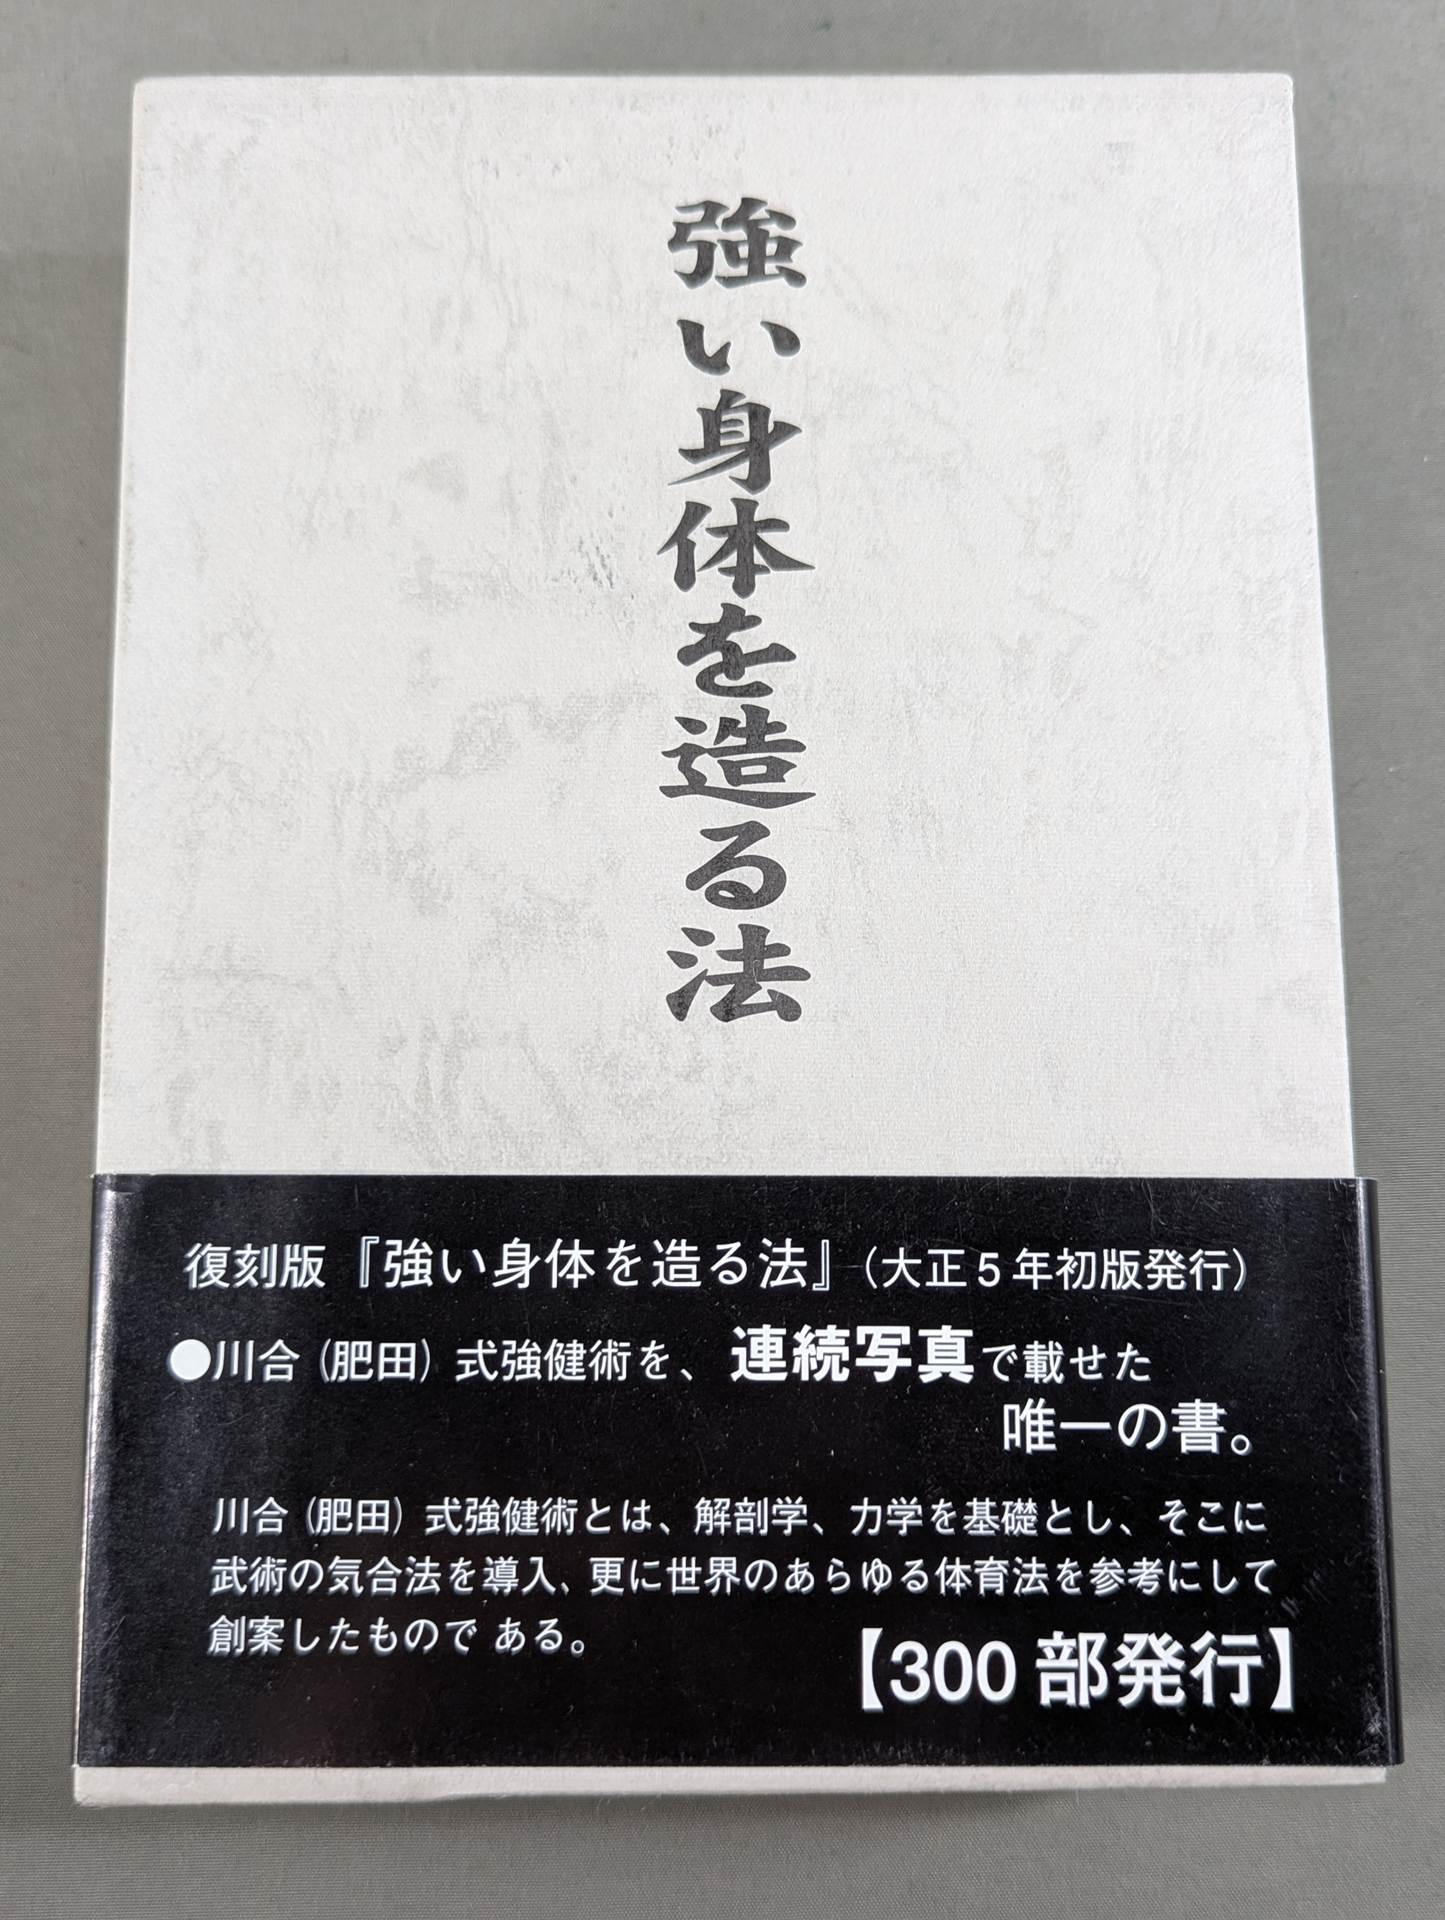 強い身体を造る法
復刻版『強い身体を造る法』（大正5年初版発行）
●川合（肥田）式強健術を、連続写真で載せた
唯一の書。
川合（肥田）式強健術とは、解剖学、力学を基礎とし、そこに
武術の気合法を導入、更に世界のあらゆる体育法を参考にして
創案したもので ある。
【300部発行】